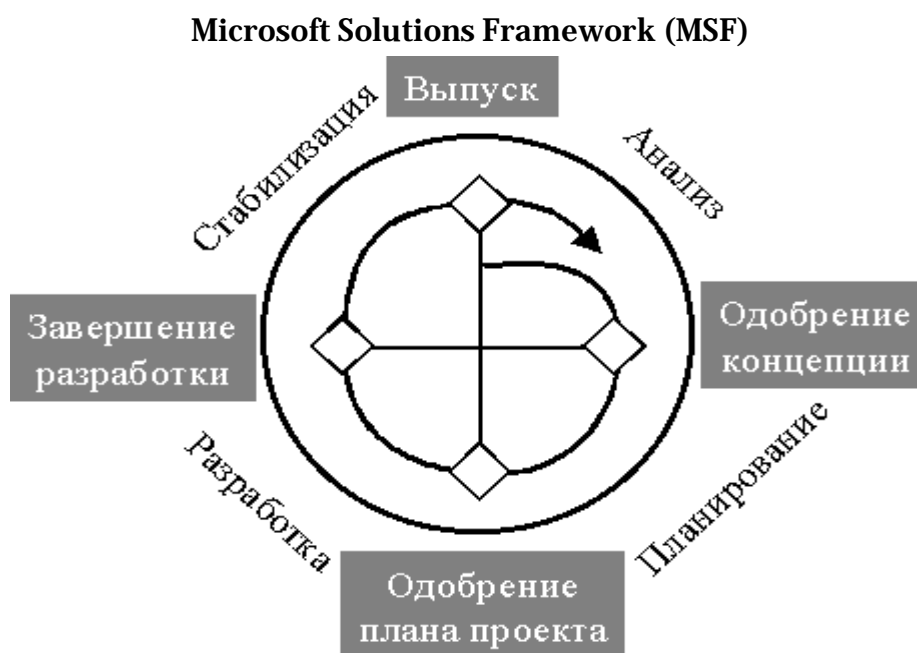 Microsoft Solutions Framework (MSF)
Выпуск
Стабилизация
Анализ
Завершение
разработки
Одобрение
концепции
Разработка
Планирование
Одобрение
плана проекта